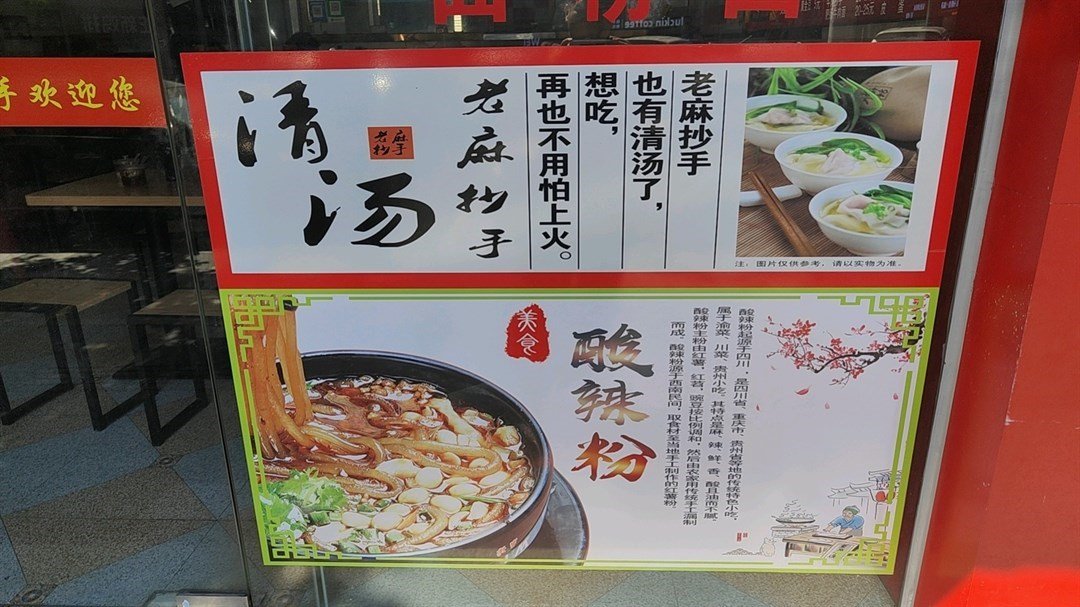 luckin coffee
手欢迎您
清汤
老麻
抄手
老麻抄手
老麻抄手
也有清汤了，
想吃，
再也不用怕上火。
注：图片仅供参考，请以实物为准。
美食
酸辣粉
酸辣粉起源于四川，是四川省、重庆市、贵州省等地的传统特色小吃，
属于渝菜、川菜、贵州小吃。其特点是麻、辣、鲜、香、酸且油而不腻，
酸辣粉主粉由红薯，红苕，豌豆按比例调和，然后由农家用传统手工漏制
而成。酸辣粉源于西南民间，取食材至当地手工制作的红薯粉